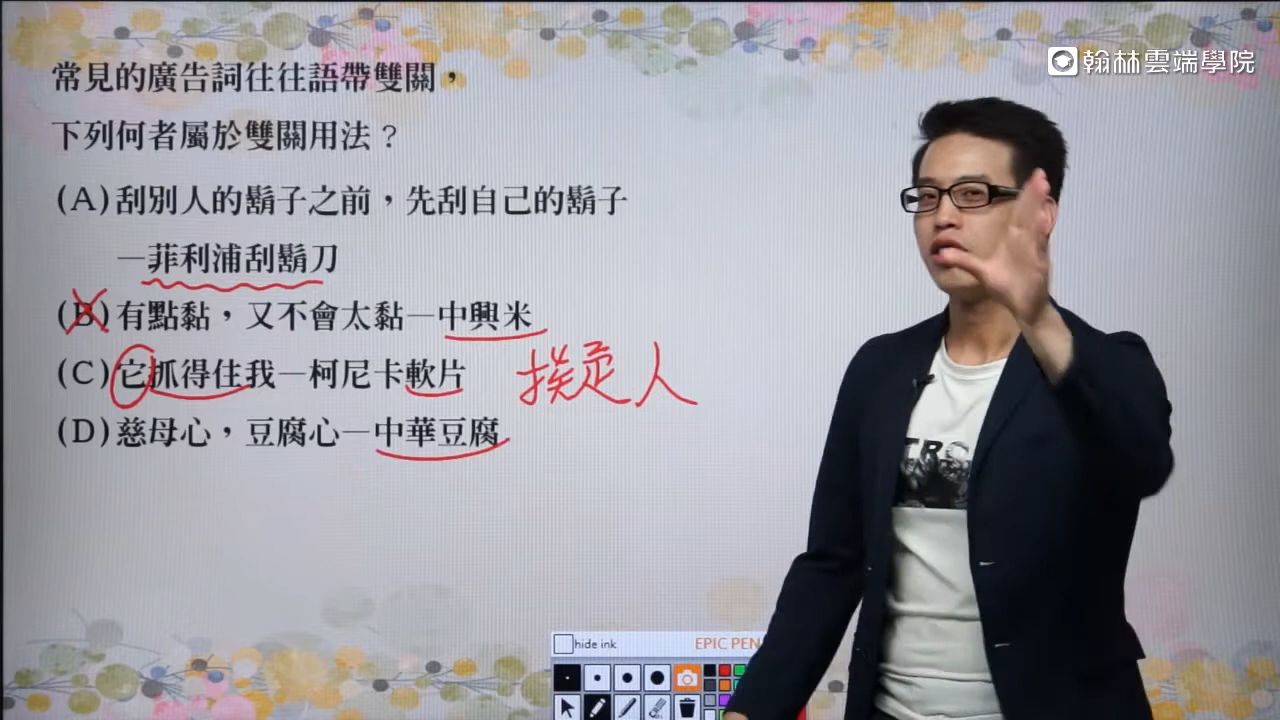 翰林雲端學院
常見的廣告詞往往語帶雙關，
下列何者屬於雙關用法？
(A)刮別人的鬍子之前，先刮自己的鬍子
—菲利浦刮鬍刀
(B)有點黏，又不會太黏—中興米
(C)它抓得住我—柯尼卡軟片
擬人
(D)慈母心，豆腐心—中華豆腐
hide ink
EPIC PEN